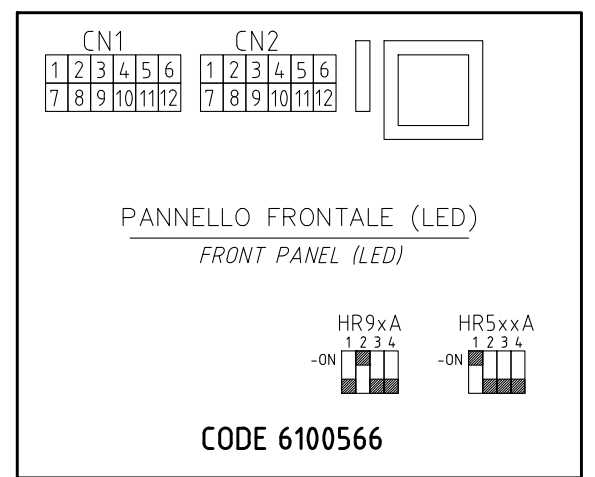 CN1 CN2
1 2 3 4 5 6 1 2 3 4 5 6
7 8 9 10 11 12 7 8 9 10 11 12
PANNELLO FRONTALE (LED)
FRONT PANEL (LED)
HR9xA HR5xxA
1 2 3 4 1 2 3 4
-ON -ON
CODE 6100566